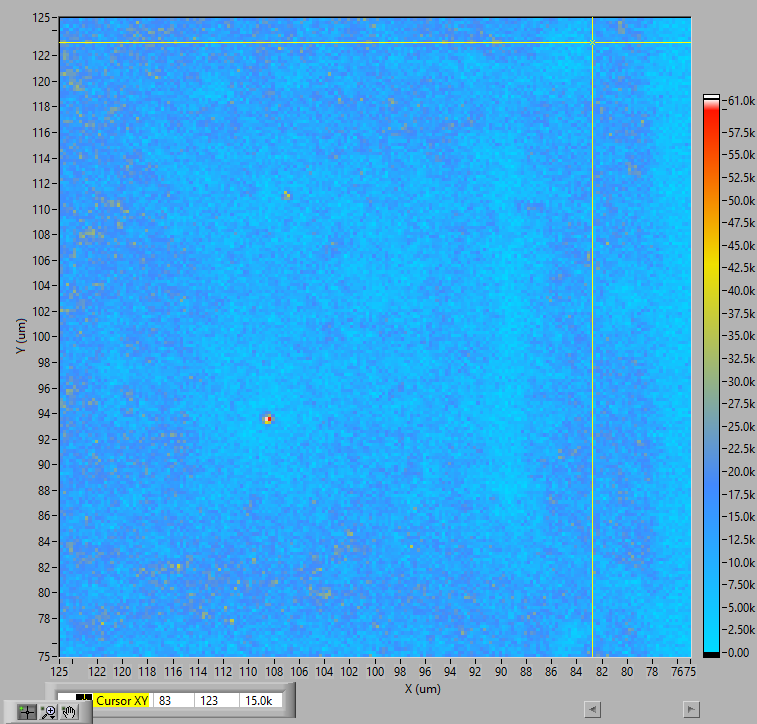 125
122
120
118
116
114
112
110
108
106
104
102
100
98
96
94
92
90
88
86
84
82
80
78
75
Y (um)
125 122 120 118 116 114 112 110 108 106 104 102 100 98 96 94 92 90 88 86 84 82 80 7675
X (um)
61.0k
57.5k
55.0k
52.5k
50.0k
47.5k
45.0k
42.5k
40.0k
37.5k
35.0k
32.5k
30.0k
27.5k
25.0k
22.5k
20.0k
17.5k
15.0k
12.5k
10.0k
7.50k
5.00k
2.50k
0.00
Cursor XY 83 123 15.0k